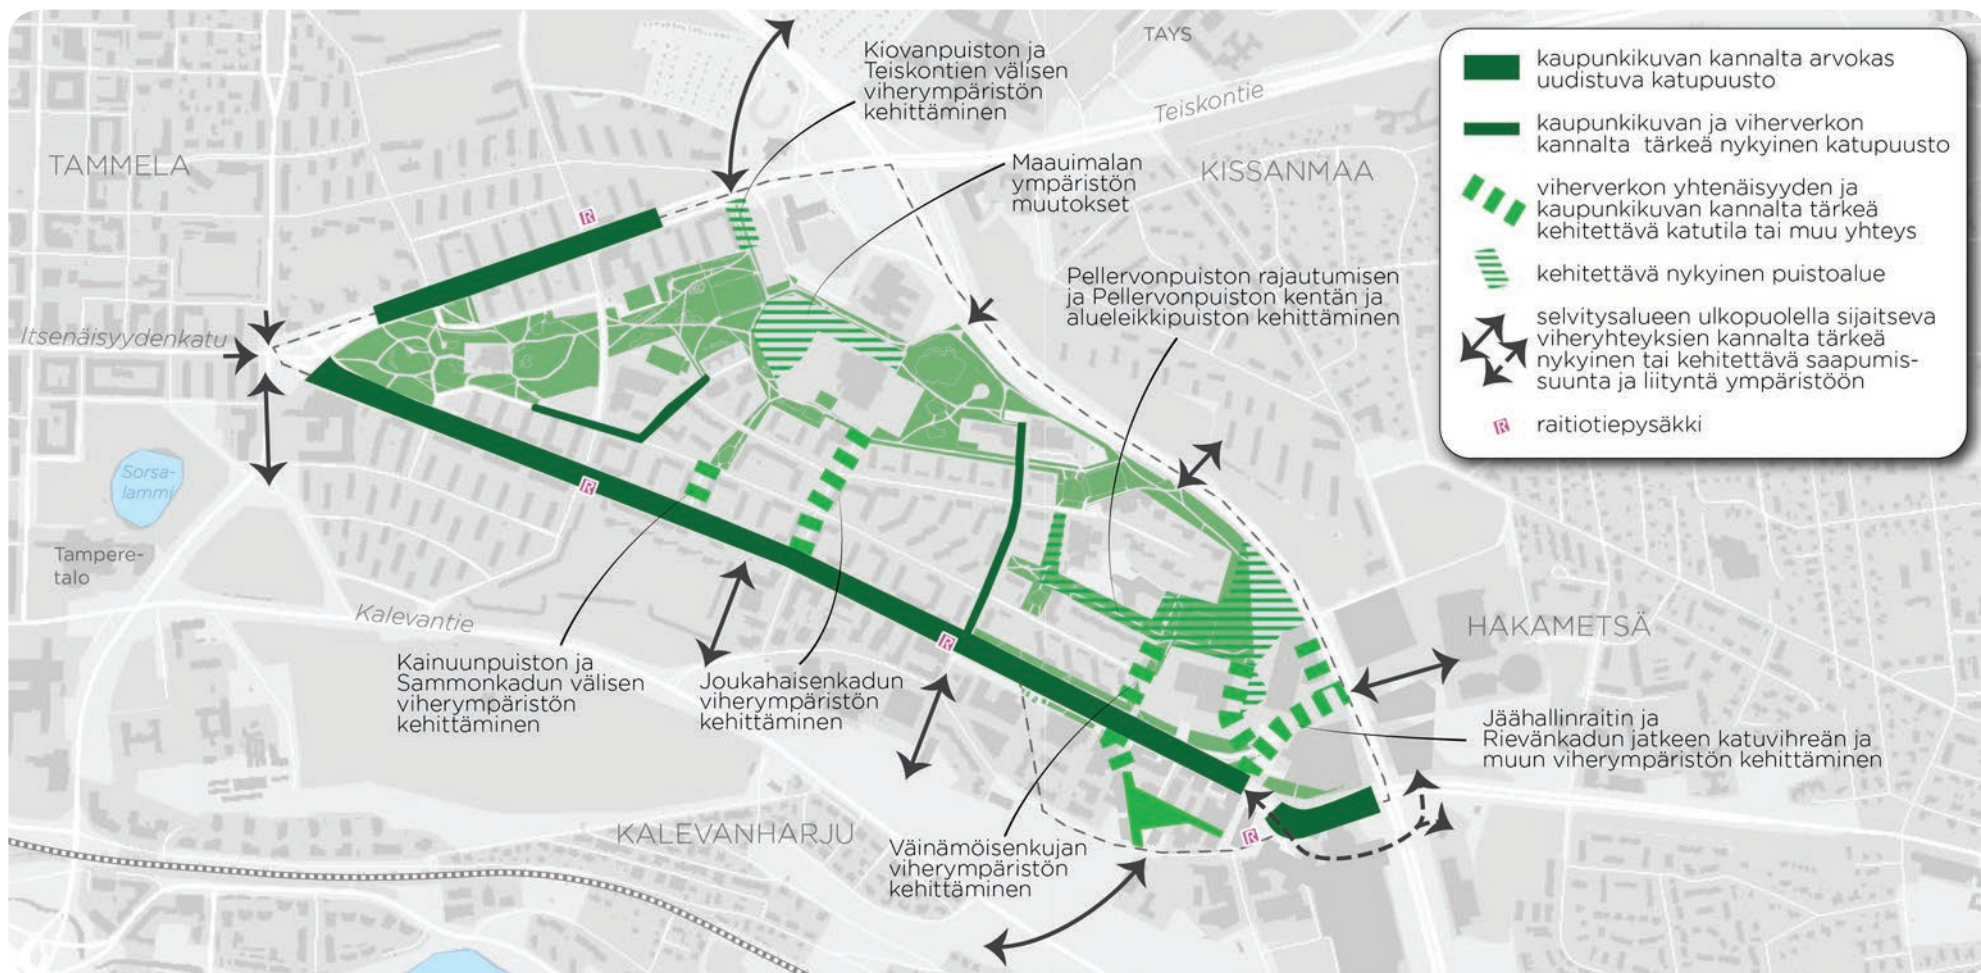 Kiovanpuiston ja
Teiskontien välisen
viherympäristön
kehittäminen
TAYS
Teiskontie
TAMMELA
Maauimalan
ympäristön
muutokset
KISSANMAA
kaupunkikuvan kannalta arvokas
uudistuva katupuusto
kaupunkikuvan ja viherverkon
kannalta tärkeä nykyinen katupuusto
viherverkon yhtenäisyyden ja
kaupunkikuvan kannalta tärkeä
kehitettävä katutila tai muu yhteys
kehitettävä nykyinen puistoalue
selvitysalueen ulkopuolella sijaitseva
viheryhteyksien kannalta tärkeä
nykyinen tai kehitettävä saapumis-
suunta ja liityntä ympäristöön
R raitiotiepysäkki
R
Pellervonpuiston rajautumisen
ja Pellervonpuiston kentän ja
alueleikkipuiston kehittäminen
Itsenäisyydenkatu
Sorsa-
lammi
R
Tampere-
talo
Kalevantie
R
HAKAMETSÄ
Kainuunpuiston ja
Sammonkadun välisen
viherympäristön
kehittäminen
Joukahaisenkadun
viherympäristön
kehittäminen
Jäähallinraitin ja
Rievänkadun jatkeen katuvihreän ja
muun viherympäristön kehittäminen
KALEVANHARJU
R
Väinämöisenkujan
viherympäristön
kehittäminen